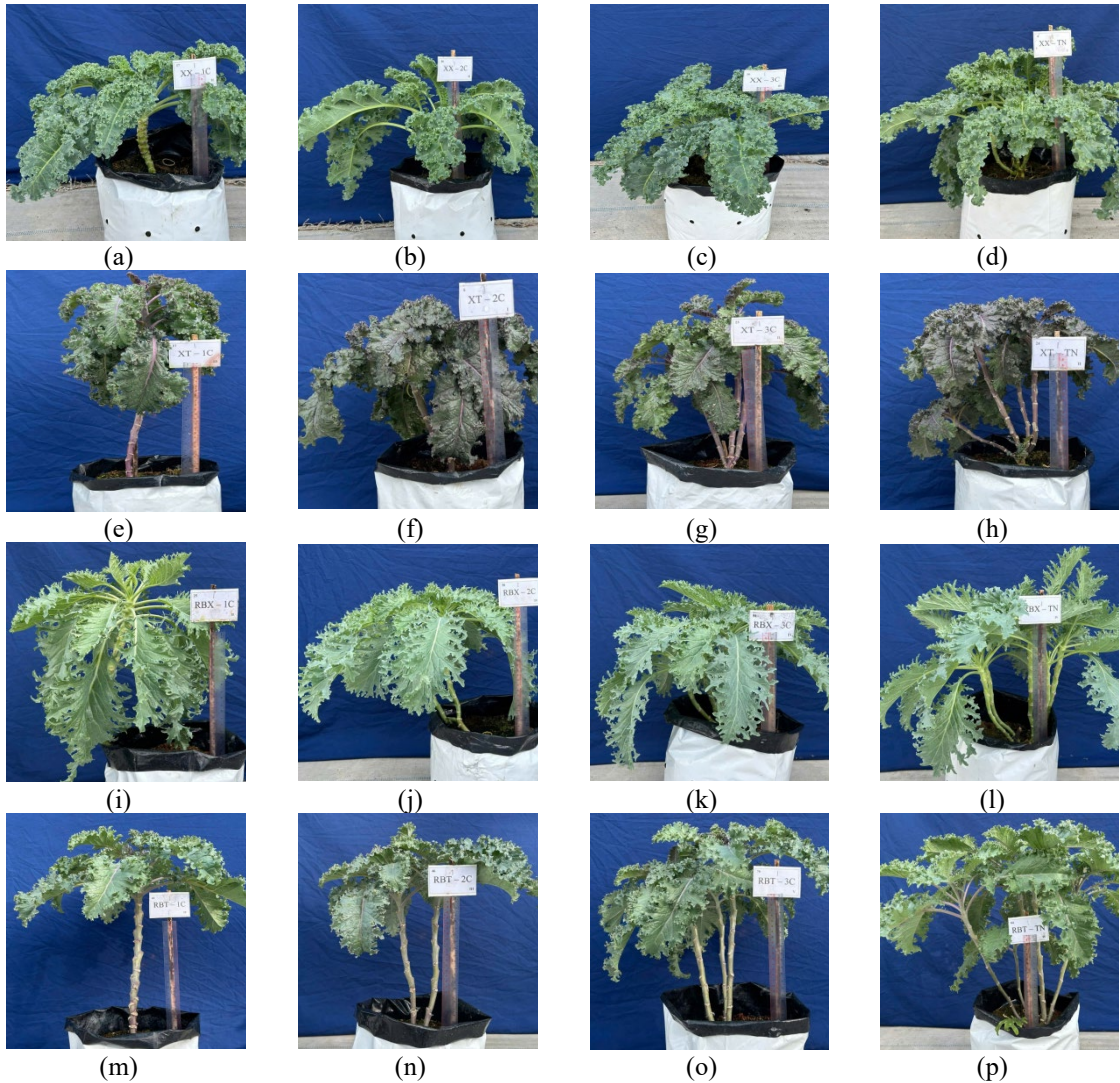 XX – 1C
XX – 2C
XX – 3C
XX – TN
(a)
(b)
(c)
(d)
XT – 1C
XT – 2C
XT – 3C
XT – TN
(e)
(f)
(g)
(h)
RBX – 1C
RBX – 2C
RBX – 3C
RBX – TN
(i)
(j)
(k)
(l)
RBT – 1C
RBT – 2C
RBT – 3C
RBT – TN
(m)
(n)
(o)
(p)